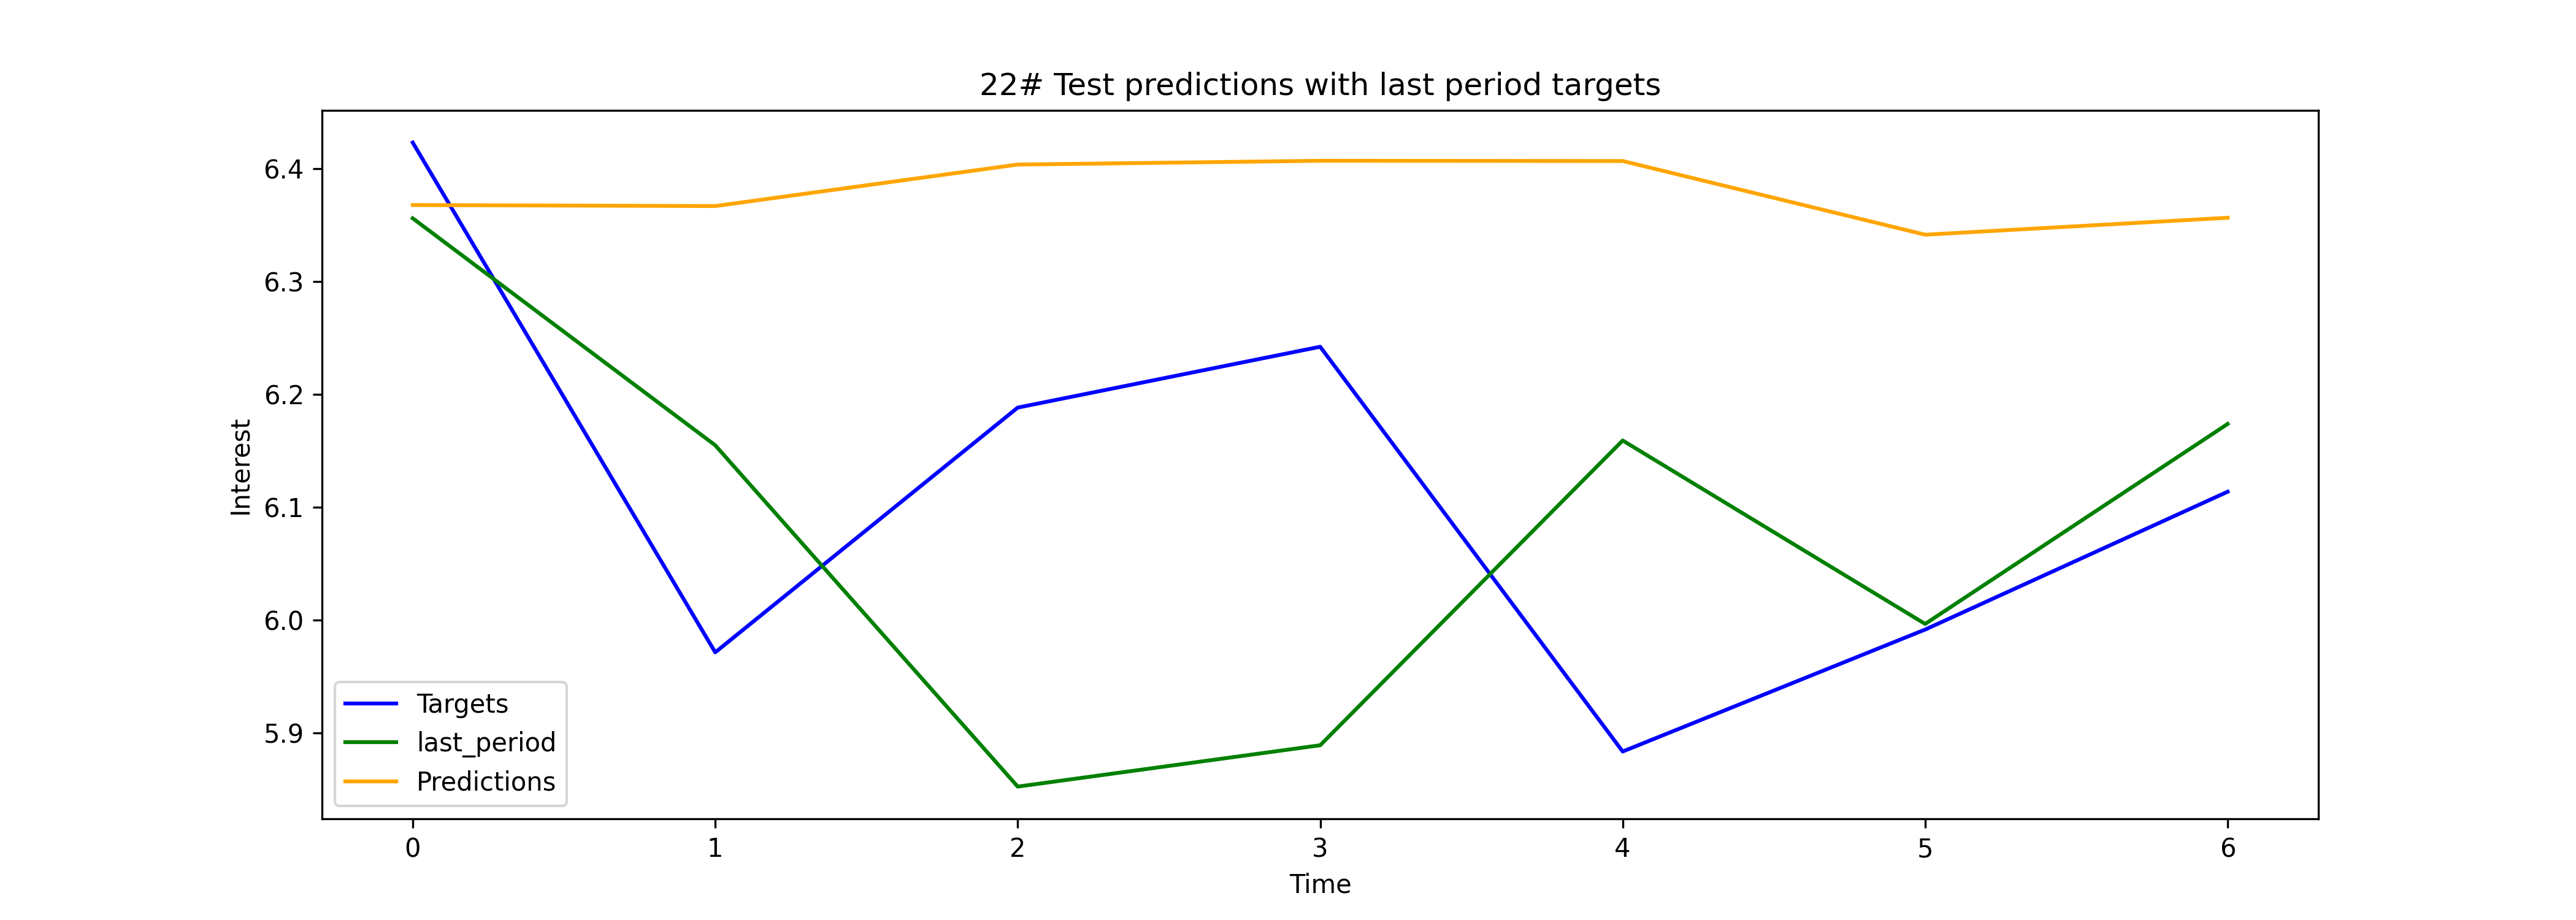 22# Test predictions with last period targets
Interest
6.4
6.3
6.2
6.1
6.0
5.9
Targets
last_period
Predictions
0 1 2 3 4 5 6
Time